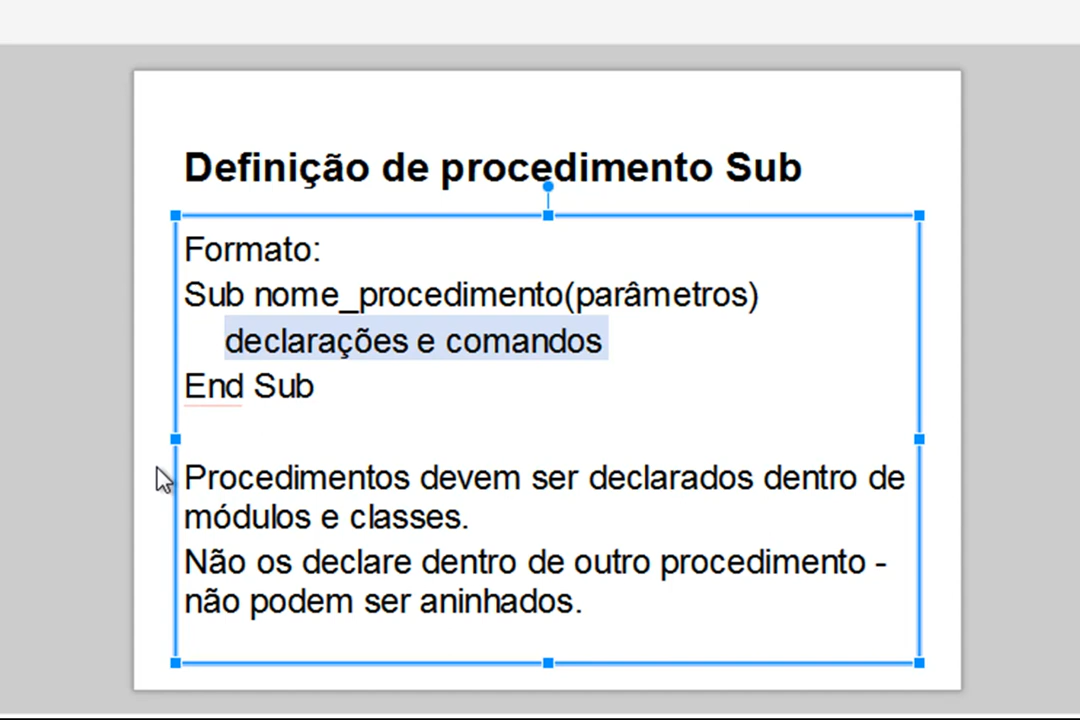 Definição de procedimento Sub
Formato:
Sub nome_procedimento(parâmetros)
declarações e comandos
End Sub
Procedimentos devem ser declarados dentro de
módulos e classes.
Não os declare dentro de outro procedimento -
não podem ser aninhados.